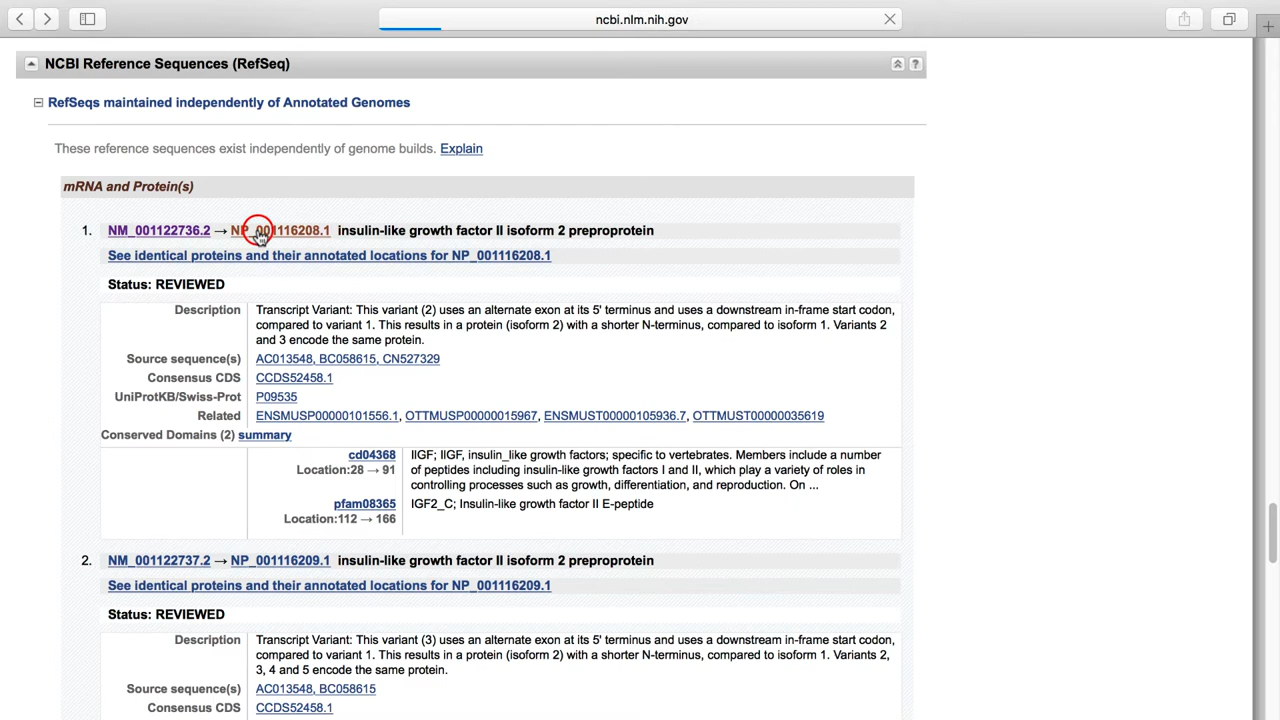 ncbi.nlm.nih.gov
NCBI Reference Sequences (RefSeq)
RefSeqs maintained independently of Annotated Genomes
These reference sequences exist independently of genome builds. Explain
mRNA and Protein(s)
1. NM_001122736.2 → NP_001116208.1 insulin-like growth factor II isoform 2 preproprotein
See identical proteins and their annotated locations for NP_001116208.1
Status: REVIEWED
Description Transcript Variant: This variant (2) uses an alternate exon at its 5' terminus and uses a downstream in-frame start codon,
compared to variant 1. This results in a protein (isoform 2) with a shorter N-terminus, compared to isoform 1. Variants 2
and 3 encode the same protein.
Source sequence(s) AC013548, BC058615, CN527329
Consensus CDS CCDS52458.1
UniProtKB/Swiss-Prot P09535
Related ENSMUSP00000101556.1, OTTMUSP00000015967, ENSMUST00000105936.7, OTTMUST00000035619
Conserved Domains (2) summary
cd04368 IlGF; IlGF, insulin_like growth factors; specific to vertebrates. Members include a number
Location:28 → 91 of peptides including insulin-like growth factors I and II, which play a variety of roles in
controlling processes such as growth, differentiation, and reproduction. On ...
pfam08365 IGF2_C; Insulin-like growth factor II E-peptide
Location:112 → 166
2. NM_001122737.2 → NP_001116209.1 insulin-like growth factor II isoform 2 preproprotein
See identical proteins and their annotated locations for NP_001116209.1
Status: REVIEWED
Description Transcript Variant: This variant (3) uses an alternate exon at its 5' terminus and uses a downstream in-frame start codon,
compared to variant 1. This results in a protein (isoform 2) with a shorter N-terminus, compared to isoform 1. Variants 2,
3, 4 and 5 encode the same protein.
Source sequence(s) AC013548, BC058615
Consensus CDS CCDS52458.1